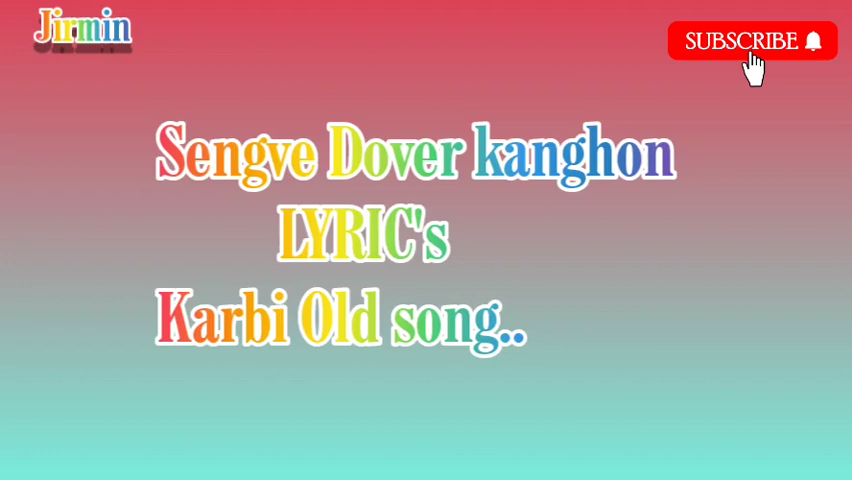 Jirmin
SUBSCRIBE
Sengve Dover kanghon
LYRIC's
Karbi Old song..